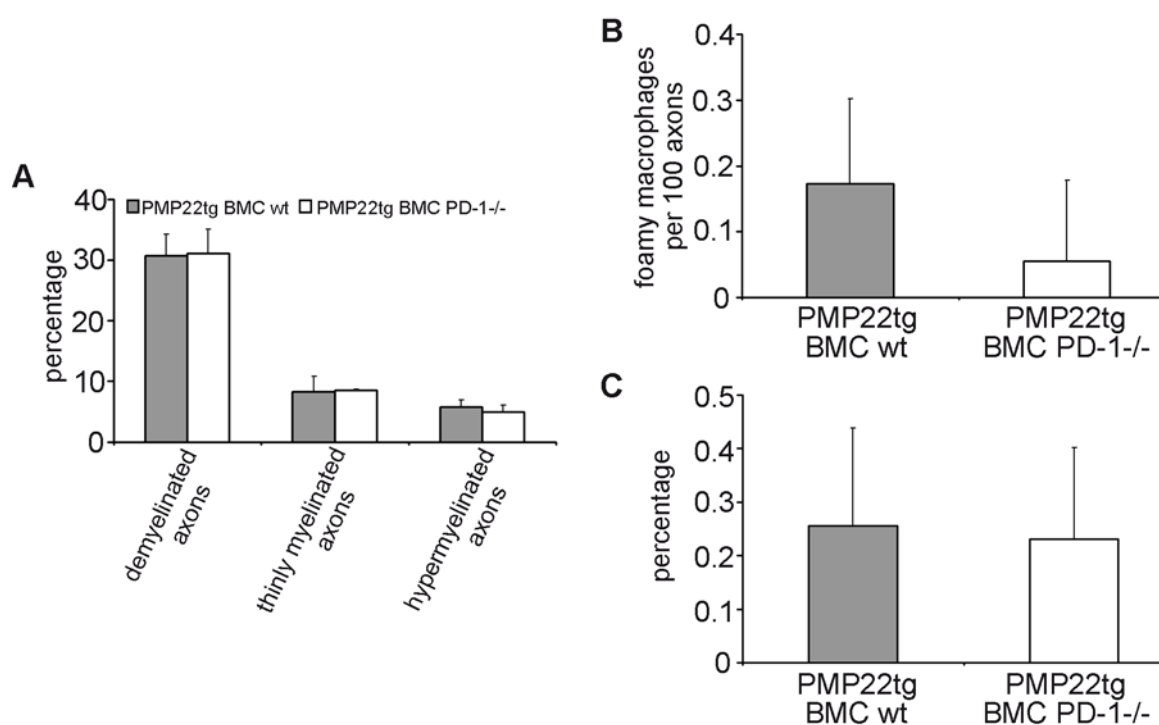 A
40
30
20
10
0
percentage
PMP22tg BMC wt PMP22tg BMC PD-1-/-
demyelinated
axons
thinly myelinated
axons
hypermyelinated
axons
B
0.4
0.3
0.2
0.1
0
foamy macrophages
per 100 axons
PMP22tg
BMC wt
PMP22tg
BMC PD-1-/-
C
0.5
0.4
0.3
0.2
0.1
0
percentage
PMP22tg
BMC wt
PMP22tg
BMC PD-1-/-